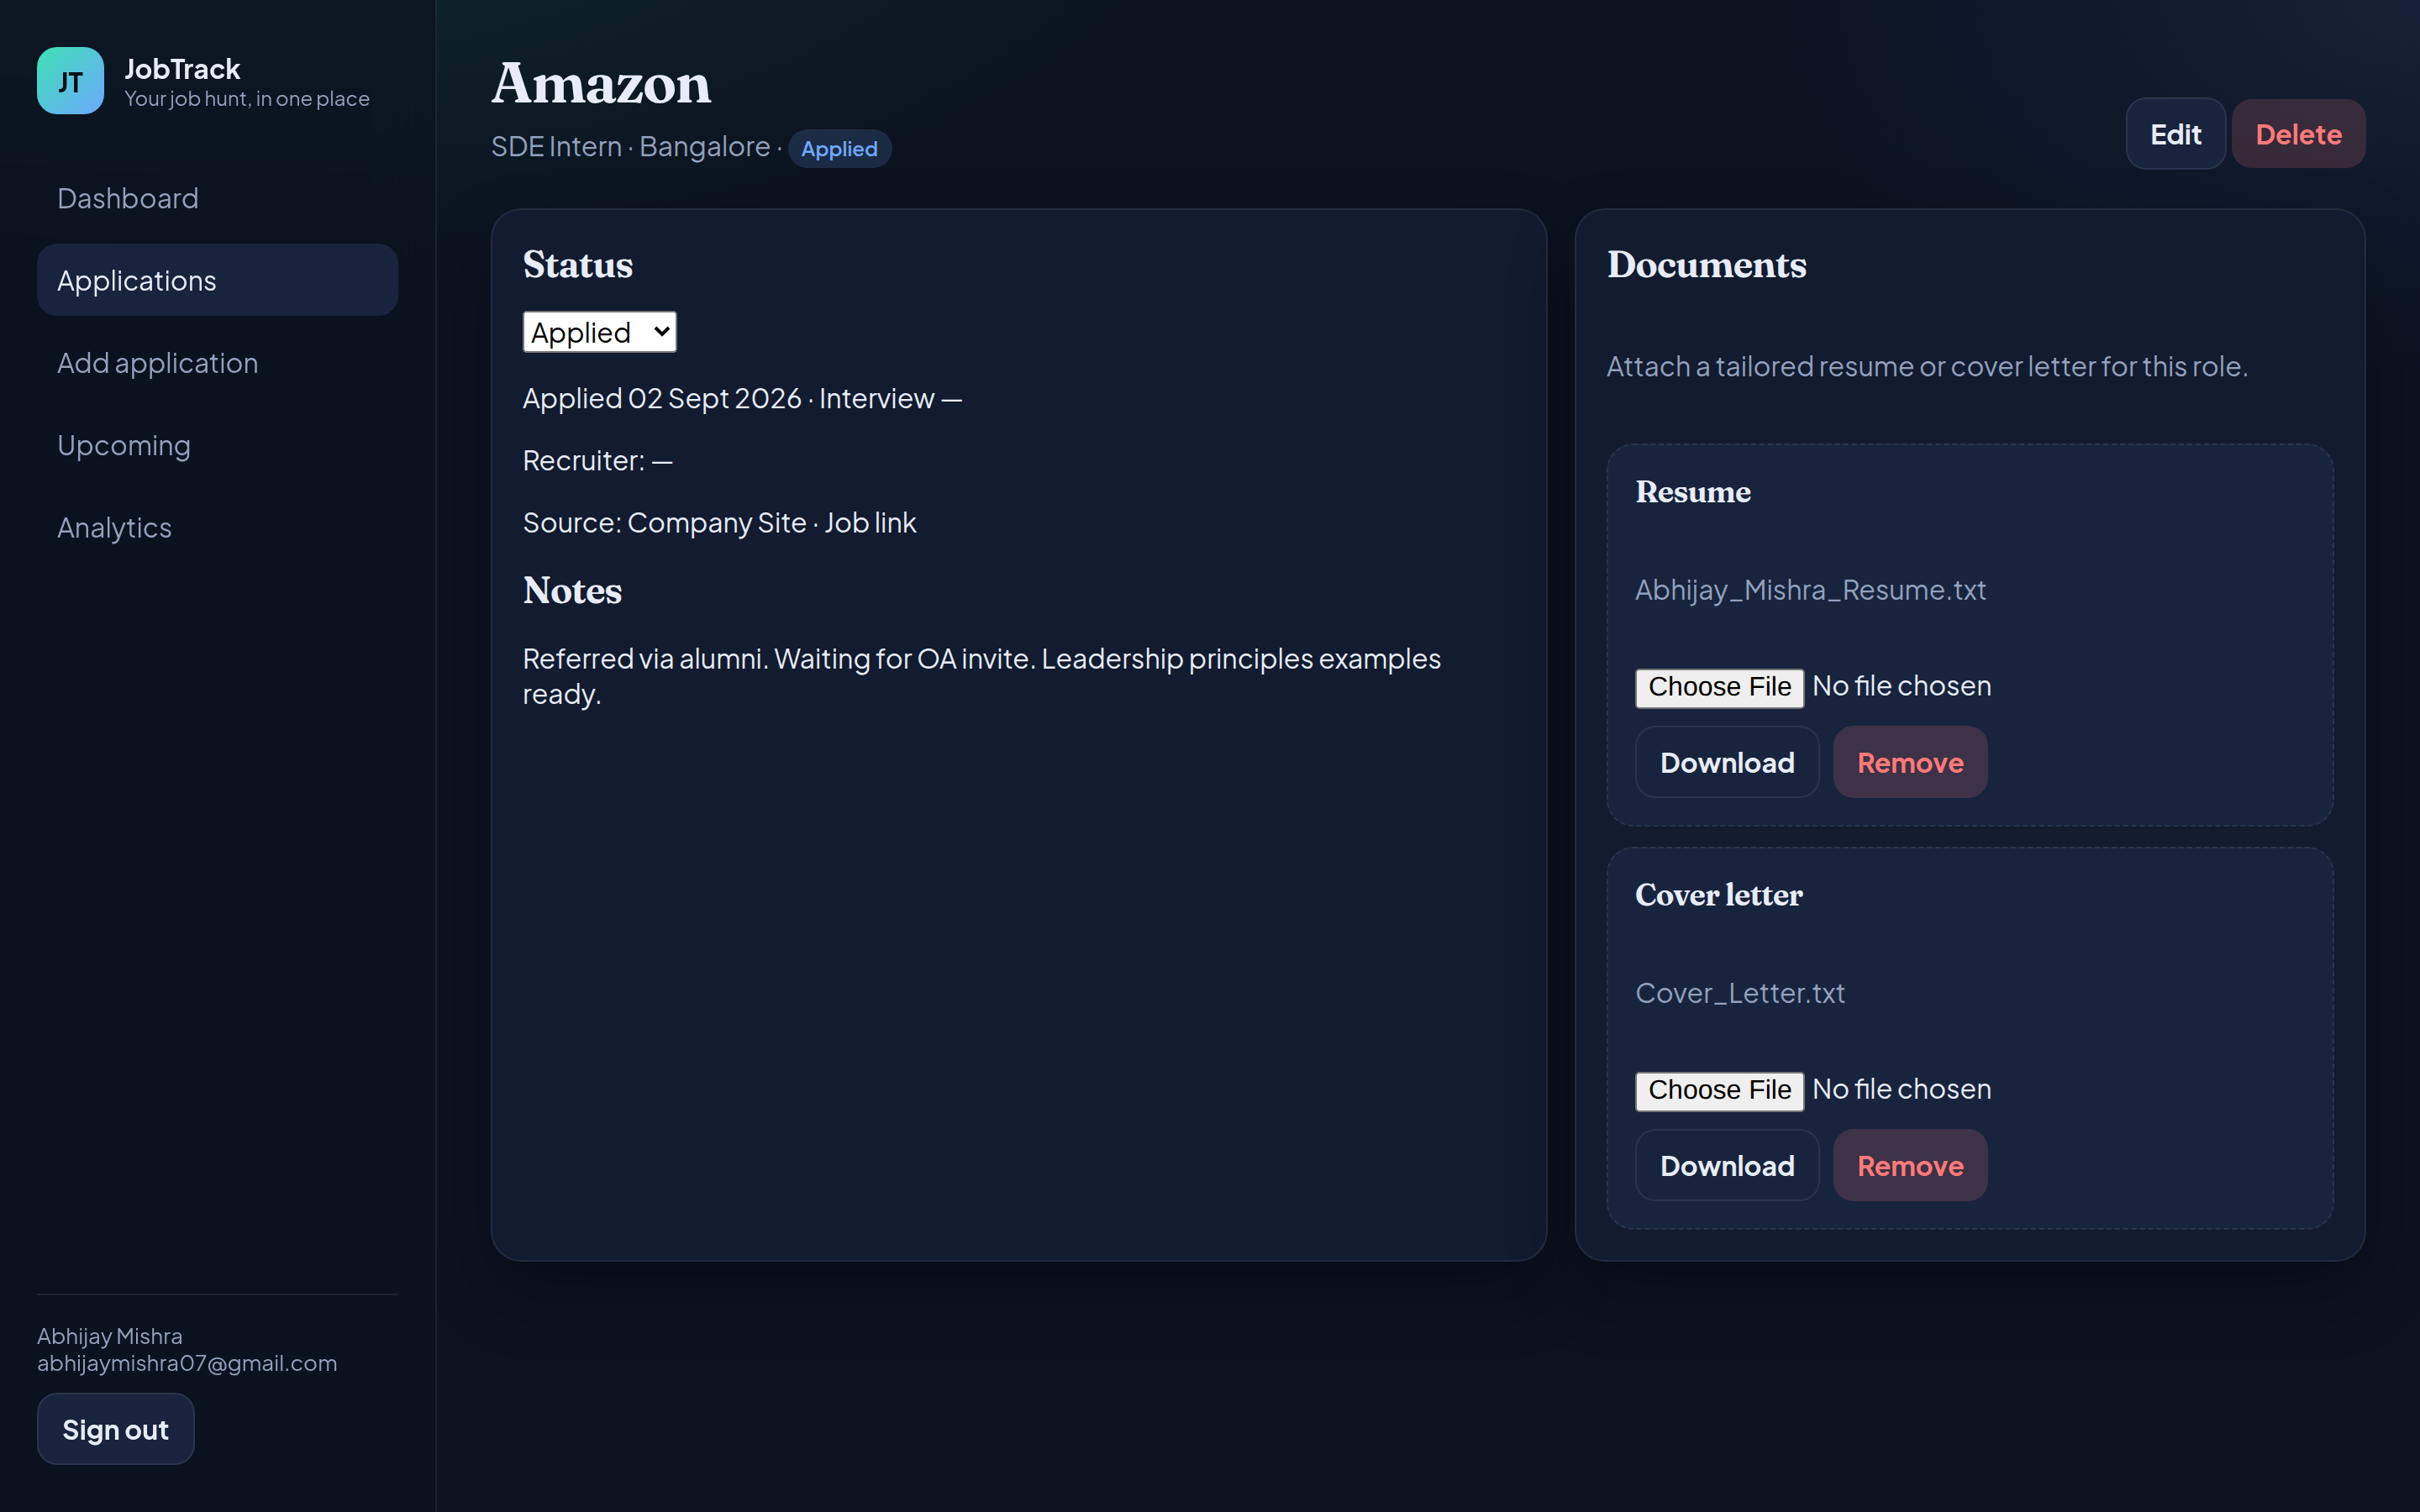 JT
JobTrack
Your job hunt, in one place
Dashboard
Applications
Add application
Upcoming
Analytics
Abhijay Mishra
abhijaymishra07@gmail.com
Sign out
Amazon
SDE Intern · Bangalore · Applied
Edit
Delete
Status
Applied
Applied 02 Sept 2026 · Interview —
Recruiter: —
Source: Company Site · Job link
Notes
Referred via alumni. Waiting for OA invite. Leadership principles examples
ready.
Documents
Attach a tailored resume or cover letter for this role.
Resume
Abhijay_Mishra_Resume.txt
Choose File No file chosen
Download
Remove
Cover letter
Cover_Letter.txt
Choose File No file chosen
Download
Remove